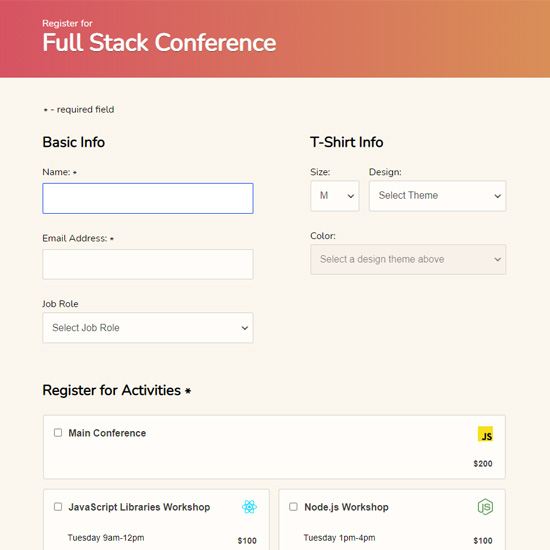 Register for
Full Stack Conference
* - required field
Basic Info
Name: *
Email Address: *
Job Role
Select Job Role
T-Shirt Info
Size:
M
Design:
Select Theme
Color:
Select a design theme above
Register for Activities *
Main Conference
JS
$200
JavaScript Libraries Workshop
Tuesday 9am-12pm
$100
Node.js Workshop
JS
Tuesday 1pm-4pm
$100